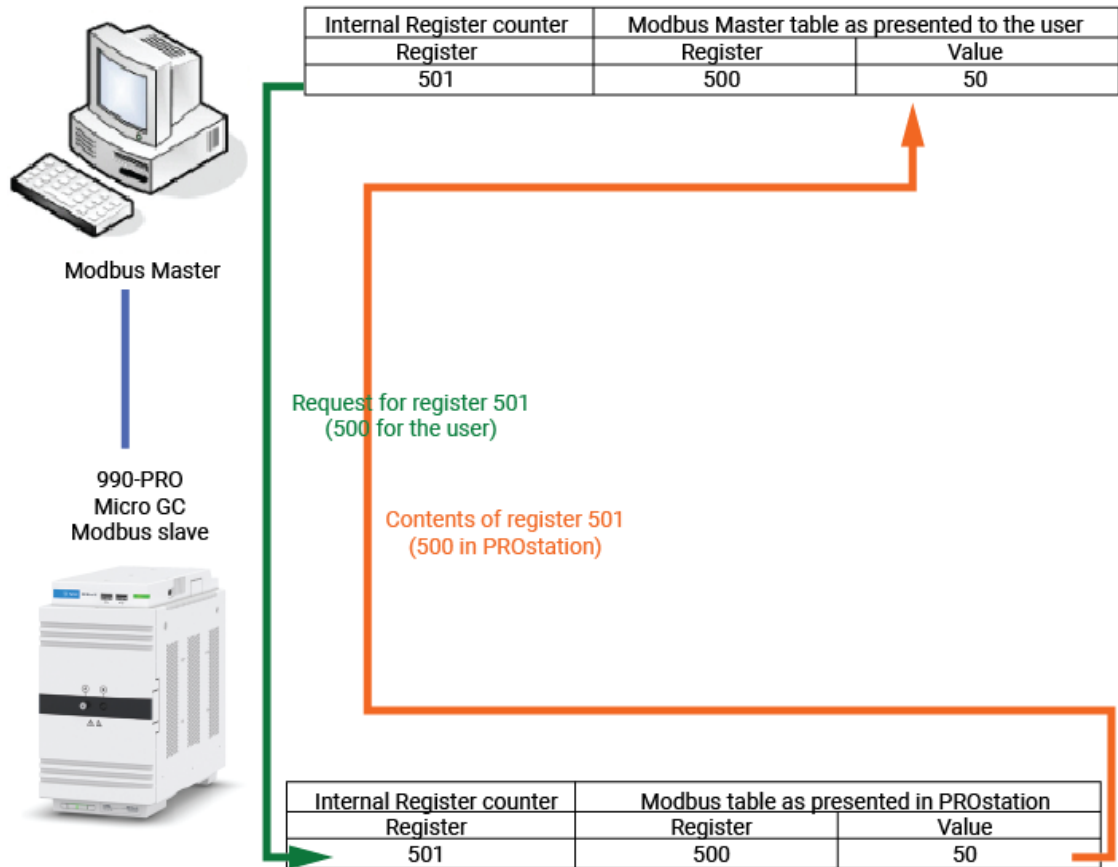 Internal Register counter Modbus Master table as presented to the user
Register Register Value
501 500 50
Modbus Master
Request for register 501
(500 for the user)
990-PRO
Micro GC
Modbus slave
Contents of register 501
(500 in PROstation)
Internal Register counter Modbus table as presented in PROstation
Register Register Value
501 500 50